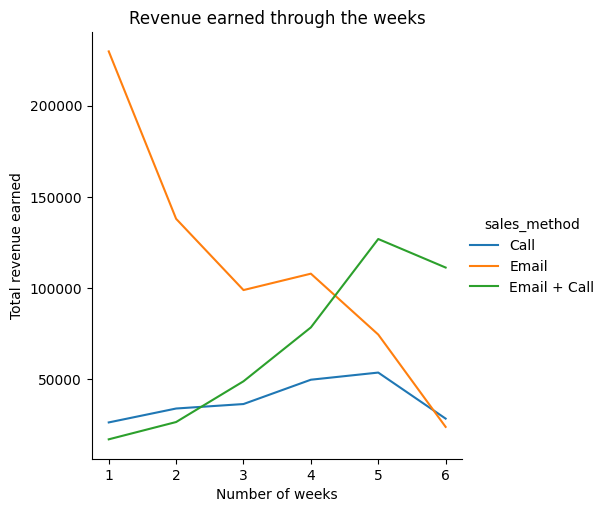 Revenue earned through the weeks
Total revenue earned
200000
150000
100000
50000
1 2 3 4 5 6
Number of weeks
sales_method
Call
Email
Email + Call